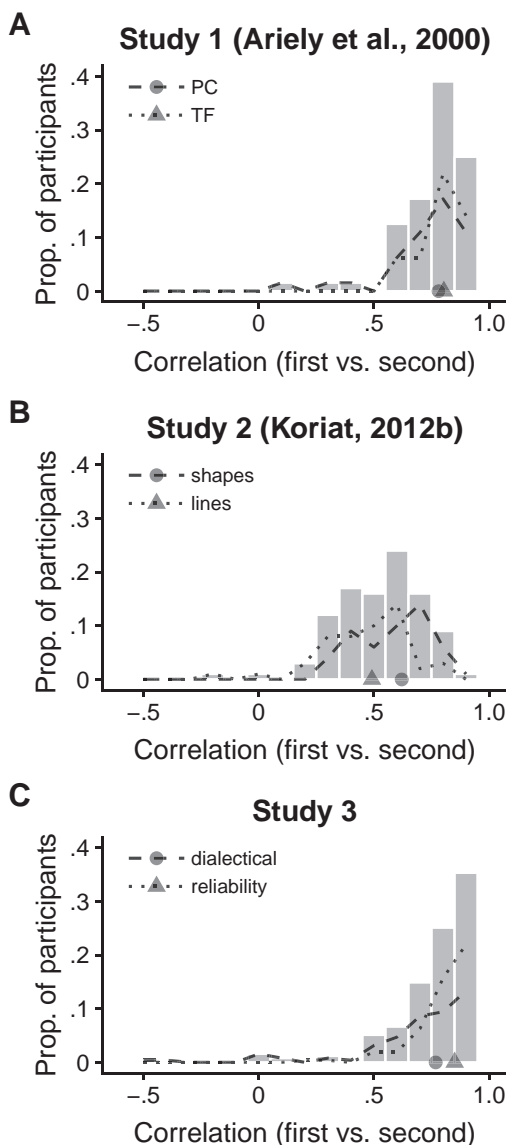 A
Study 1 (Ariely et al., 2000)
PC
TF
.4
.3
.2
.1
0
Prop. of participants
−.5 0 .5 1.0
Correlation (first vs. second)
B
Study 2 (Koriat, 2012b)
shapes
lines
.4
.3
.2
.1
0
Prop. of participants
−.5 0 .5 1.0
Correlation (first vs. second)
C
Study 3
dialectical
reliability
.4
.3
.2
.1
0
Prop. of participants
−.5 0 .5 1.0
Correlation (first vs. second)